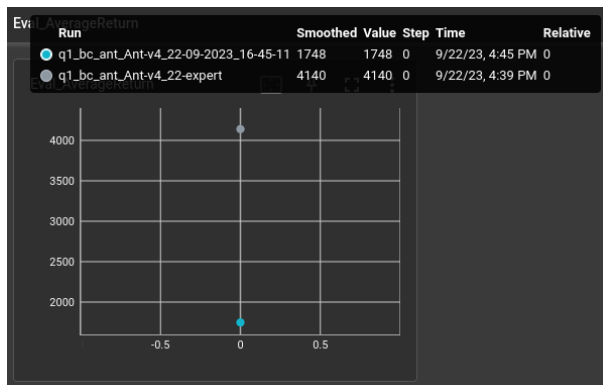 Eval_AverageReturn
Run Smoothed Value Step Time Relative
q1_bc_ant_Ant-v4_22-09-2023_16-45-11 1748 1748 0 9/22/23, 4:45 PM 0
q1_bc_ant_Ant-v4_22-expert 4140 4140 0 9/22/23, 4:39 PM 0
Eval_AverageReturn
4000
3500
3000
2500
2000
-0.5 0 0.5